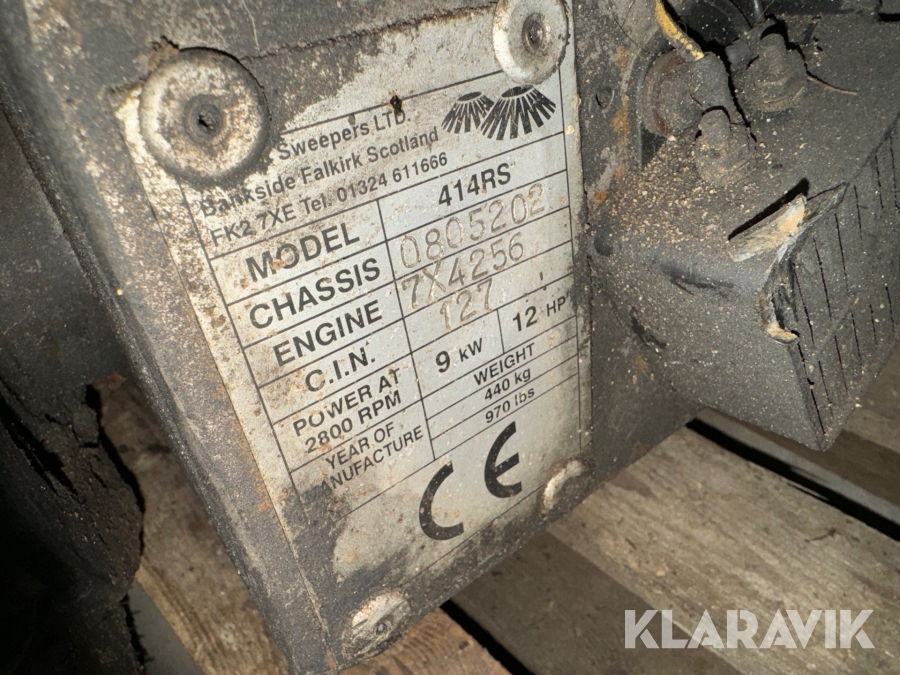 Sweepers LTD.
Bankside Falkirk Scotland
FK2 7XE Tel. 01324 611666
MODEL 414RS
CHASSIS 0805202
ENGINE 7X4256
C.I.N. 127
POWER AT 2800 RPM 9 kW 12 HP
WEIGHT
440 kg
970 lbs
YEAR OF
ANUFACTURE
CE
KLARAVIK